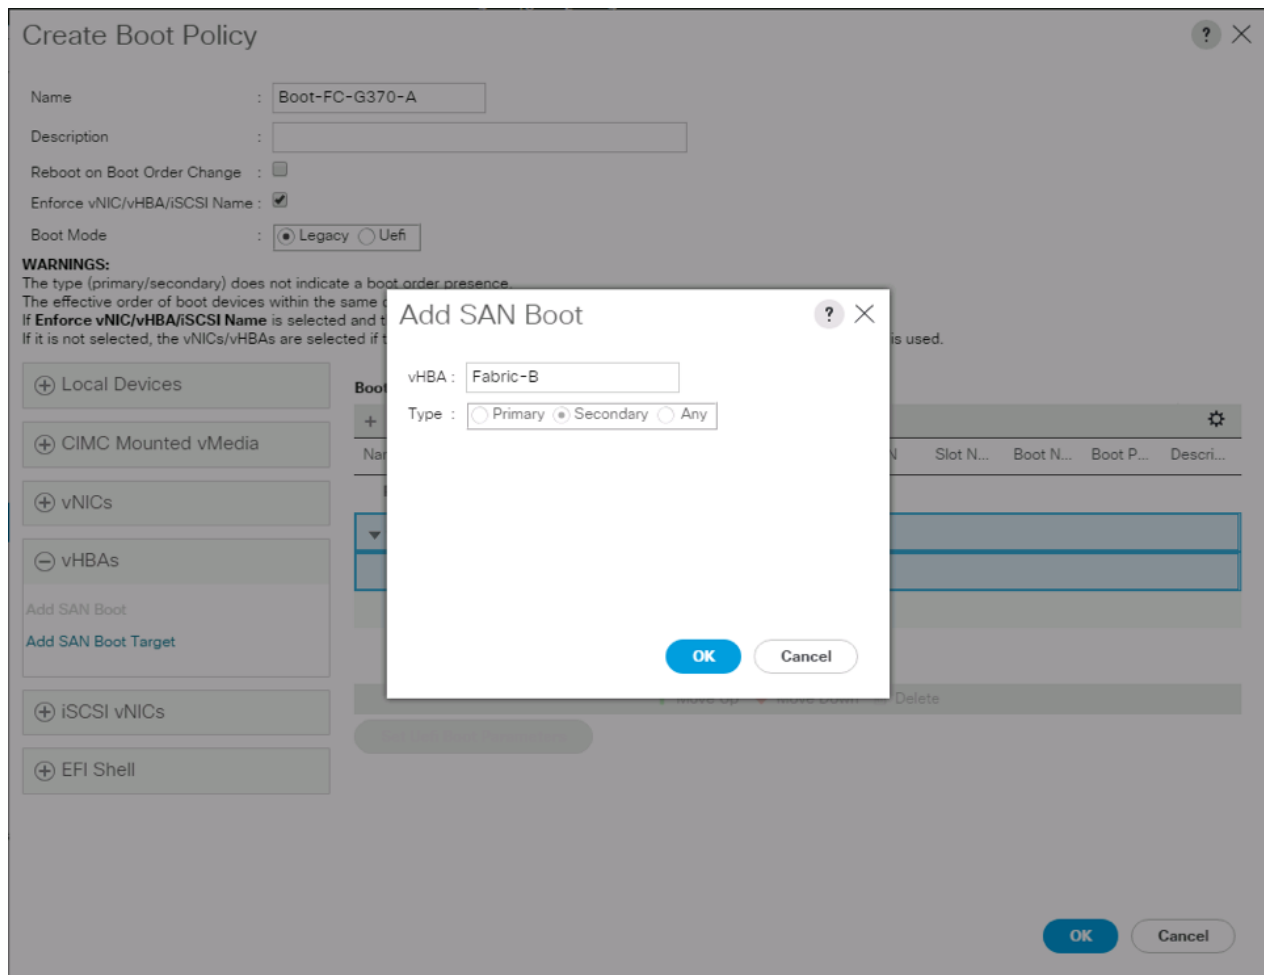 Create Boot Policy
? 
Name : Boot-FC-G370-A
Description :
Reboot on Boot Order Change :
Enforce vNIC/vHBA/iSCSI Name :
Boot Mode : Legacy Uefi
WARNINGS:
The type (primary/secondary) does not indicate a boot order presence.
The effective order of boot devices within the same
If Enforce vNIC/vHBA/iSCSI Name is selected and
If it is not selected, the vNICs/vHBAs are selected if is used.
Add SAN Boot
?
vHBA : Fabric-B
Type : Primary Secondary Any
OK Cancel
Local Devices
CIMC Mounted vMedia
vNICs
vHBAs
Add SAN Boot
Add SAN Boot Target
iSCSI vNICs
EFI Shell
Boot
+
Slot N... Boot N... Boot P... Descri...
Move Up Move Down Delete
OK Cancel